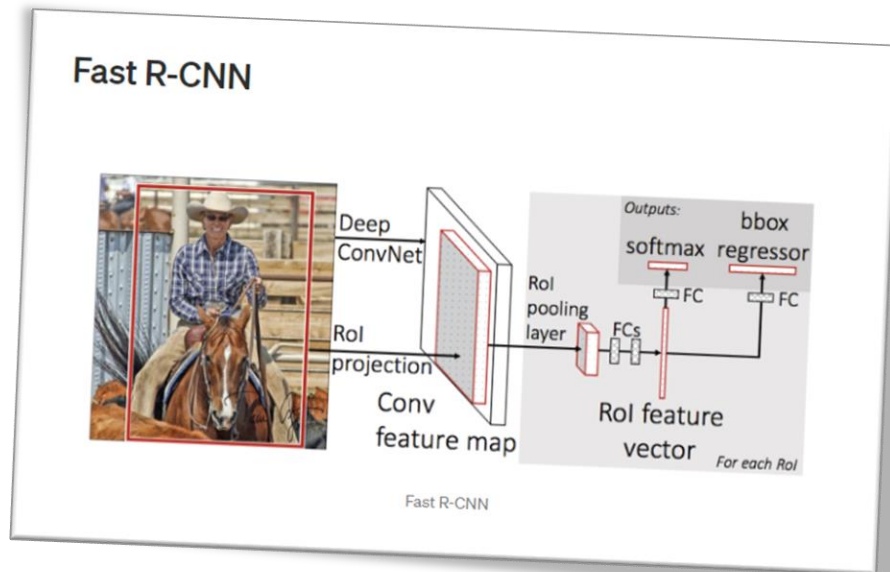 Fast R-CNN
Deep
ConvNet
RoI
projection
Conv
feature map
RoI
pooling
layer
FCs
RoI feature
vector
Outputs:
softmax
bbox
regressor
FC
FC
For each RoI
Fast R-CNN